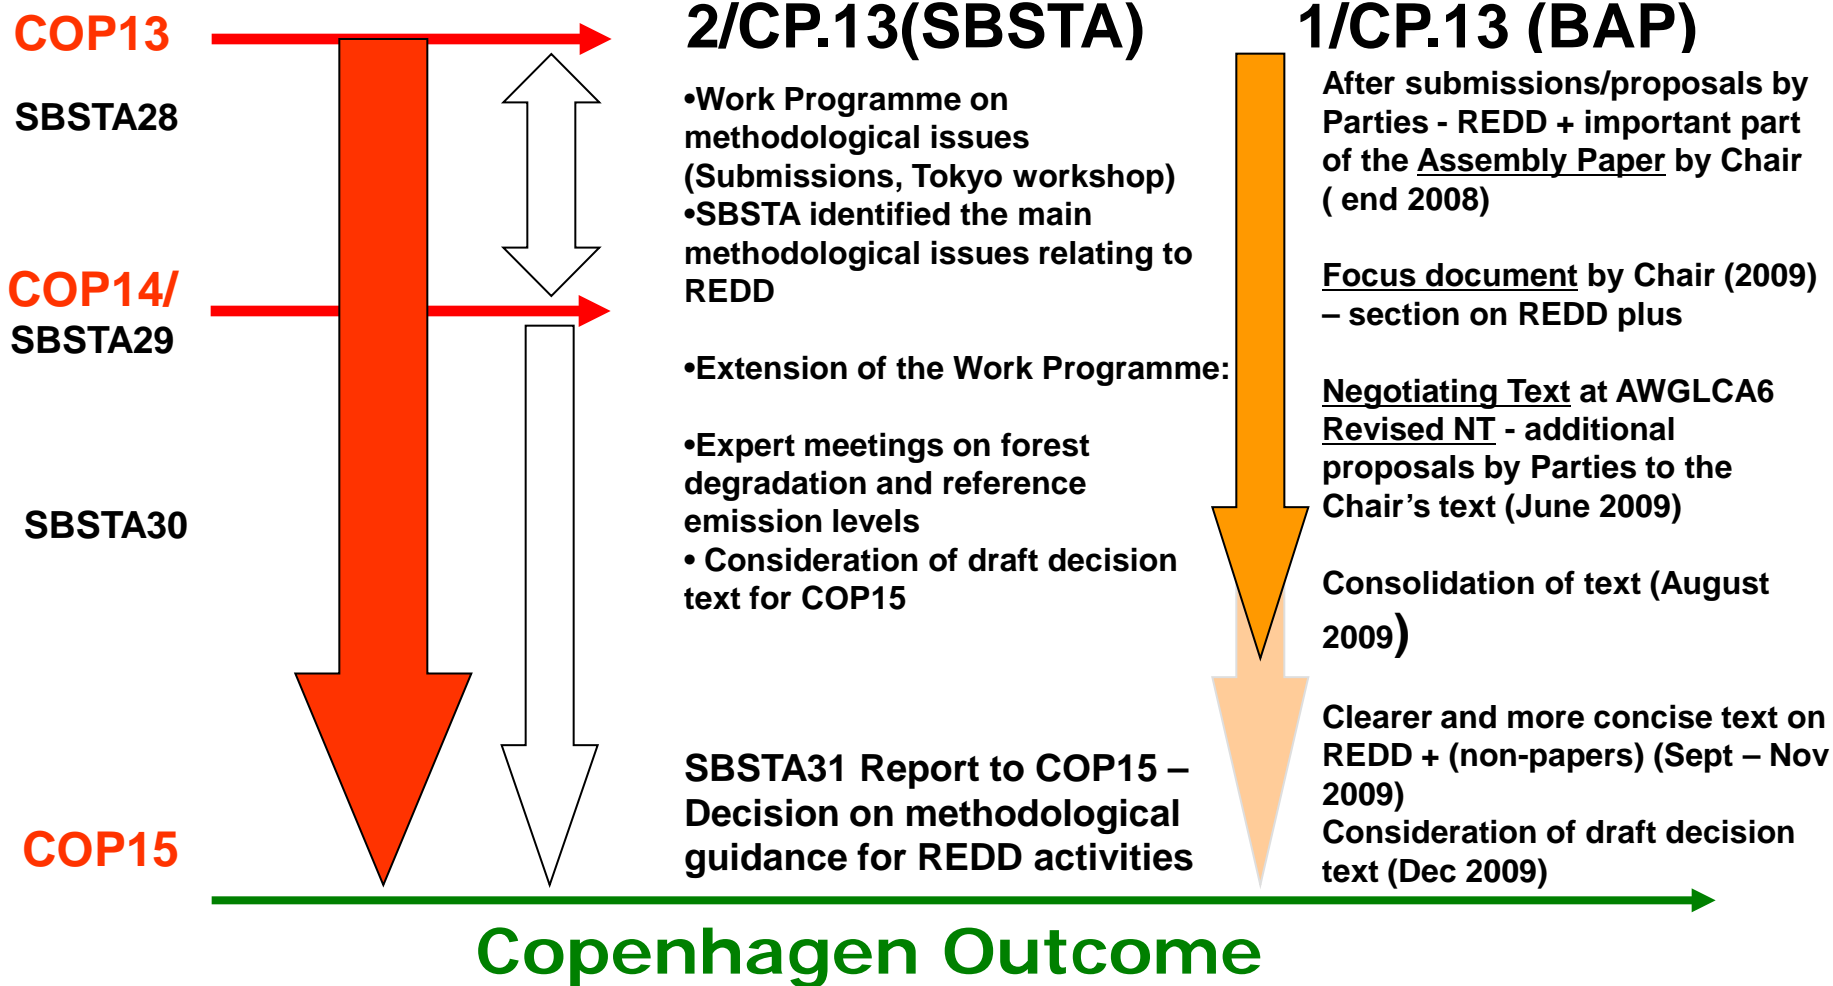 COP13
SBSTA28
COP14/
SBSTA29
SBSTA30
COP15
2/CP.13(SBSTA)
•Work Programme on
methodological issues
(Submissions, Tokyo workshop)
•SBSTA identified the main
methodological issues relating to
REDD
•Extension of the Work Programme:
•Expert meetings on forest
degradation and reference
emission levels
• Consideration of draft decision
text for COP15
SBSTA31 Report to COP15 –
Decision on methodological
guidance for REDD activities
1/CP.13 (BAP)
After submissions/proposals by
Parties - REDD + important part
of the Assembly Paper by Chair
( end 2008)
Focus document by Chair (2009)
– section on REDD plus
Negotiating Text at AWGLCA6
Revised NT - additional
proposals by Parties to the
Chair’s text (June 2009)
Consolidation of text (August
2009)
Clearer and more concise text on
REDD + (non-papers) (Sept – Nov
2009)
Consideration of draft decision
text (Dec 2009)
Copenhagen Outcome